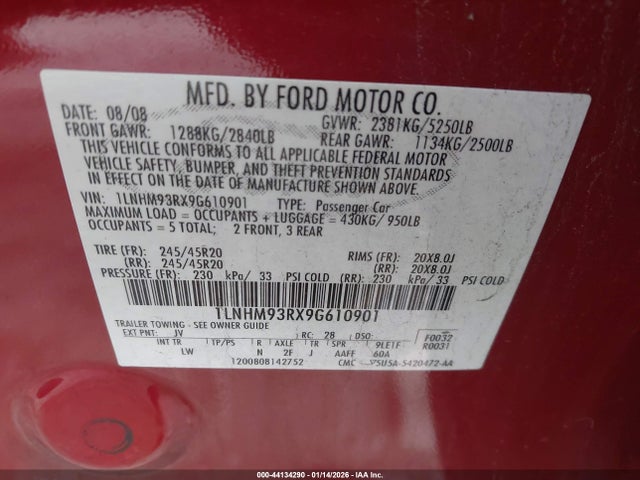 MFD. BY FORD MOTOR CO.
DATE: 08/08 GVWR: 2381KG/5250LB
FRONT GAWR: 1288KG/2840LB REAR GAWR: 1134KG/2500LB
THIS VEHICLE CONFORMS TO ALL APPLICABLE FEDERAL MOTOR
VEHICLE SAFETY, BUMPER, AND THEFT PREVENTION STANDARDS
IN EFFECT ON THE DATE OF MANUFACTURE SHOWN ABOVE.
VIN: 1LNHM93RX9G610901 TYPE: Passenger Car
MAXIMUM LOAD = OCCUPANTS + LUGGAGE = 430KG/ 950LB
OCCUPANTS = 5 TOTAL; 2 FRONT, 3 REAR
TIRE (FR): 245/45R20 RIMS (FR): 20X8.0J
(RR): 245/45R20 (RR): 20X8.0J
PRESSURE (FR): 230 kPa/ 33 PSI COLD (RR): 230 kPa/ 33 PSI COLD
1LNHM93RX9G610901
TRAILER TOWING - SEE OWNER GUIDE
EXT PNT: JV RC: 28 DSO: F0032
R0031
INT TR TP/PS R AXLE TR SPR 9LETF
LW N 2F J AAFF 60A
1200808142752 CMC 5U5A-5420472-AA
000-44134290 - 01/14/2026 - IAA Inc.